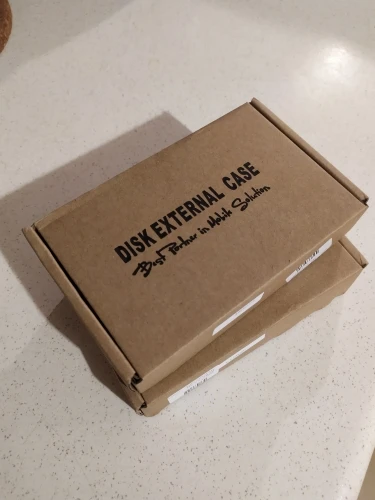 DISK EXTERNAL CASE
Best Partner in Mobile Solution